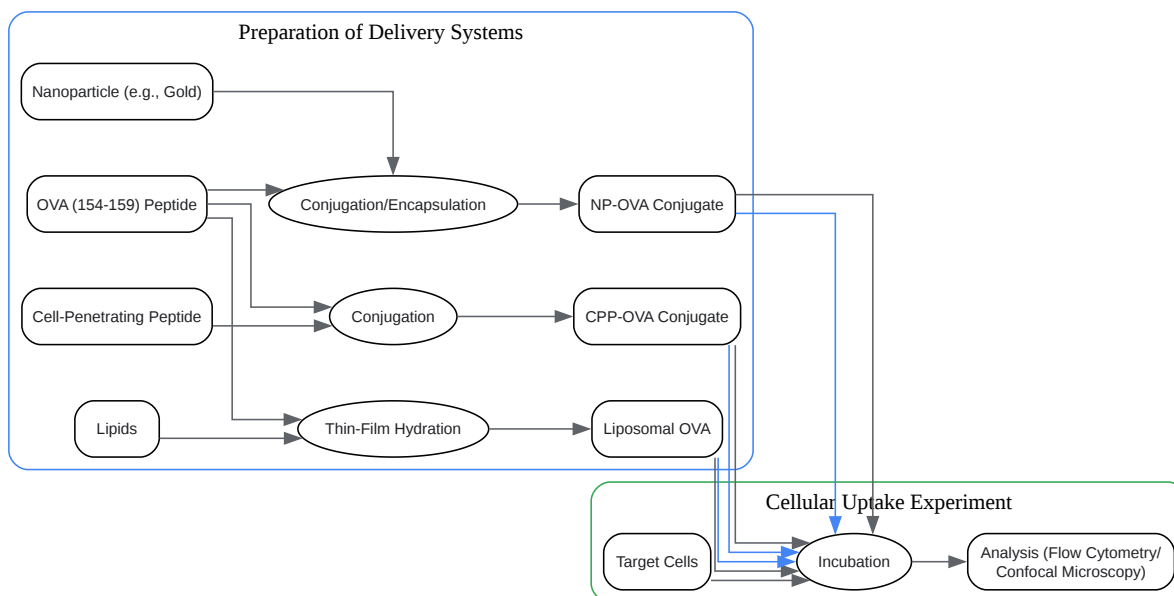 Preparation of Delivery Systems
Nanoparticle (e.g., Gold)
OVA (154-159) Peptide
Conjugation/Encapsulation
NP-OVA Conjugate
Cell-Penetrating Peptide
Conjugation
CPP-OVA Conjugate
Lipids
Thin-Film Hydration
Liposomal OVA
Cellular Uptake Experiment
Target Cells
Incubation
Analysis (Flow Cytometry/
Confocal Microscopy)